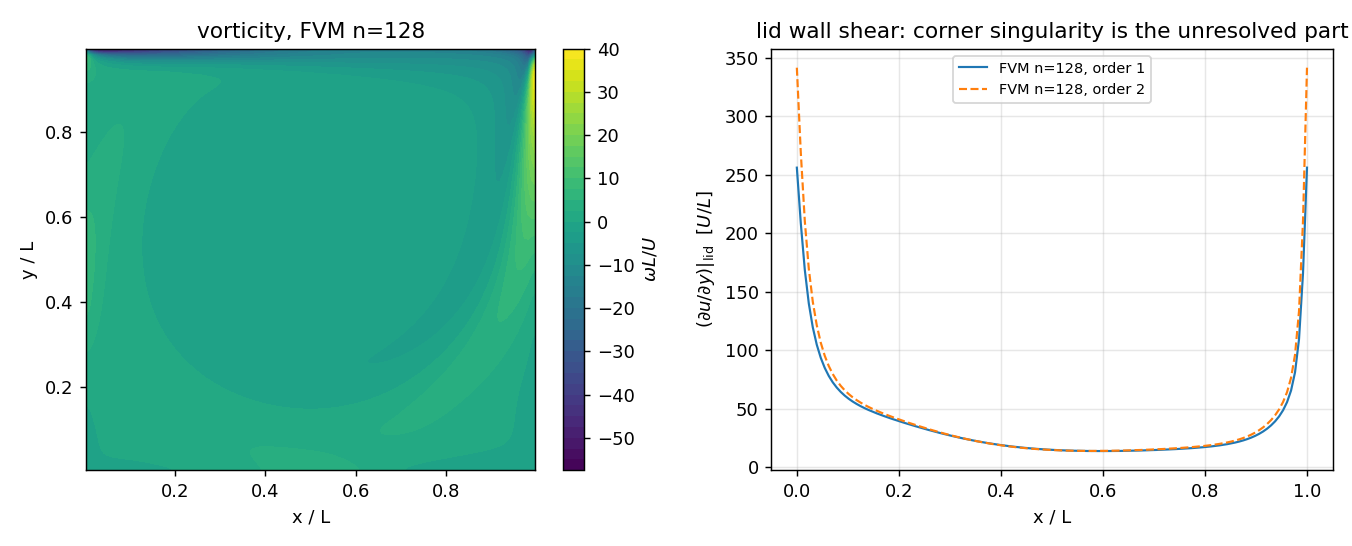 vorticity, FVM n=128
y / L
0.8
0.6
0.4
0.2
0.2 0.4 0.6 0.8
x / L
40
30
20
10
0
−10
−20
−30
−40
−50
ωL/U
lid wall shear: corner singularity is the unresolved part
(∂u/∂y)|lid [U/L]
350
300
250
200
150
100
50
0
0.0 0.2 0.4 0.6 0.8 1.0
x / L
FVM n=128, order 1
FVM n=128, order 2